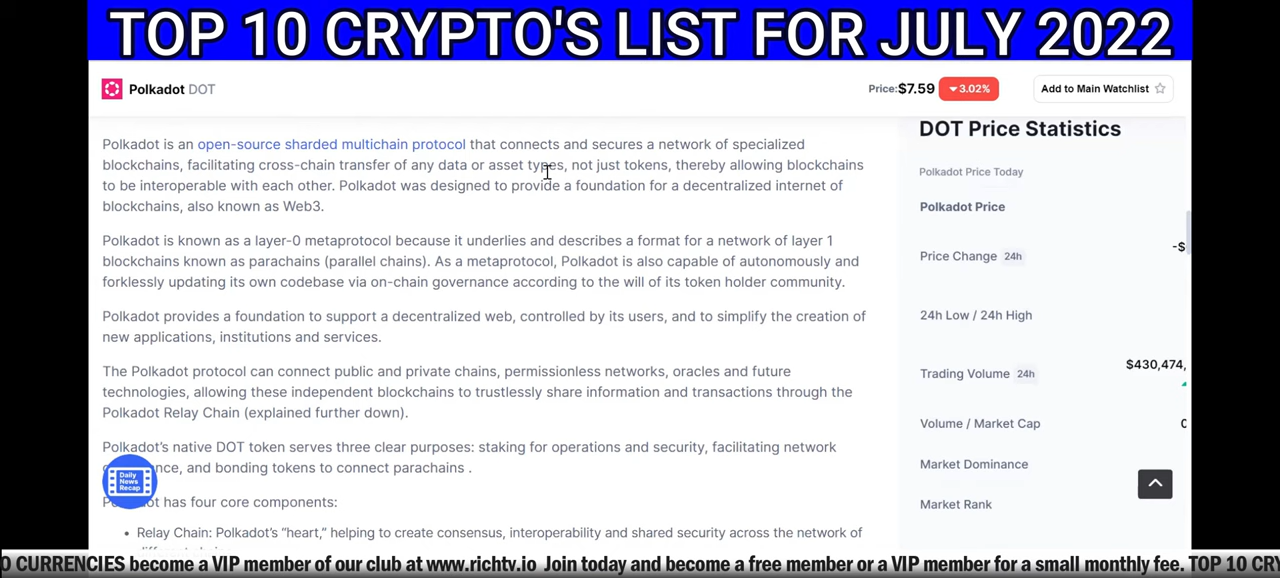 TOP 10 CRYPTO'S LIST FOR JULY 2022
Polkadot DOT
Price:$7.59 3.02%
Add to Main Watchlist
Polkadot is an open-source sharded multichain protocol that connects and secures a network of specialized
blockchains, facilitating cross-chain transfer of any data or asset types, not just tokens, thereby allowing blockchains
to be interoperable with each other. Polkadot was designed to provide a foundation for a decentralized internet of
blockchains, also known as Web3.
Polkadot is known as a layer-0 metaprotocol because it underlies and describes a format for a network of layer 1
blockchains known as parachains (parallel chains). As a metaprotocol, Polkadot is also capable of autonomously and
forklessly updating its own codebase via on-chain governance according to the will of its token holder community.
Polkadot provides a foundation to support a decentralized web, controlled by its users, and to simplify the creation of
new applications, institutions and services.
The Polkadot protocol can connect public and private chains, permissionless networks, oracles and future
technologies, allowing these independent blockchains to trustlessly share information and transactions through the
Polkadot Relay Chain (explained further down).
Polkadot's native DOT token serves three clear purposes: staking for operations and security, facilitating network
and bonding tokens to connect parachains .
has four core components:
• Relay Chain: Polkadot's “heart,” helping to create consensus, interoperability and shared security across the network of
Daily
News
Recap
DOT Price Statistics
Polkadot Price Today
Polkadot Price
Price Change 24h
-$
24h Low / 24h High
Trading Volume 24h
$430,474,
Volume / Market Cap
Market Dominance
Market Rank
0 CURRENCIES become a VIP member of our club at www.richtv.io Join today and become a free member or a VIP member for a small monthly fee. TOP 10 CR